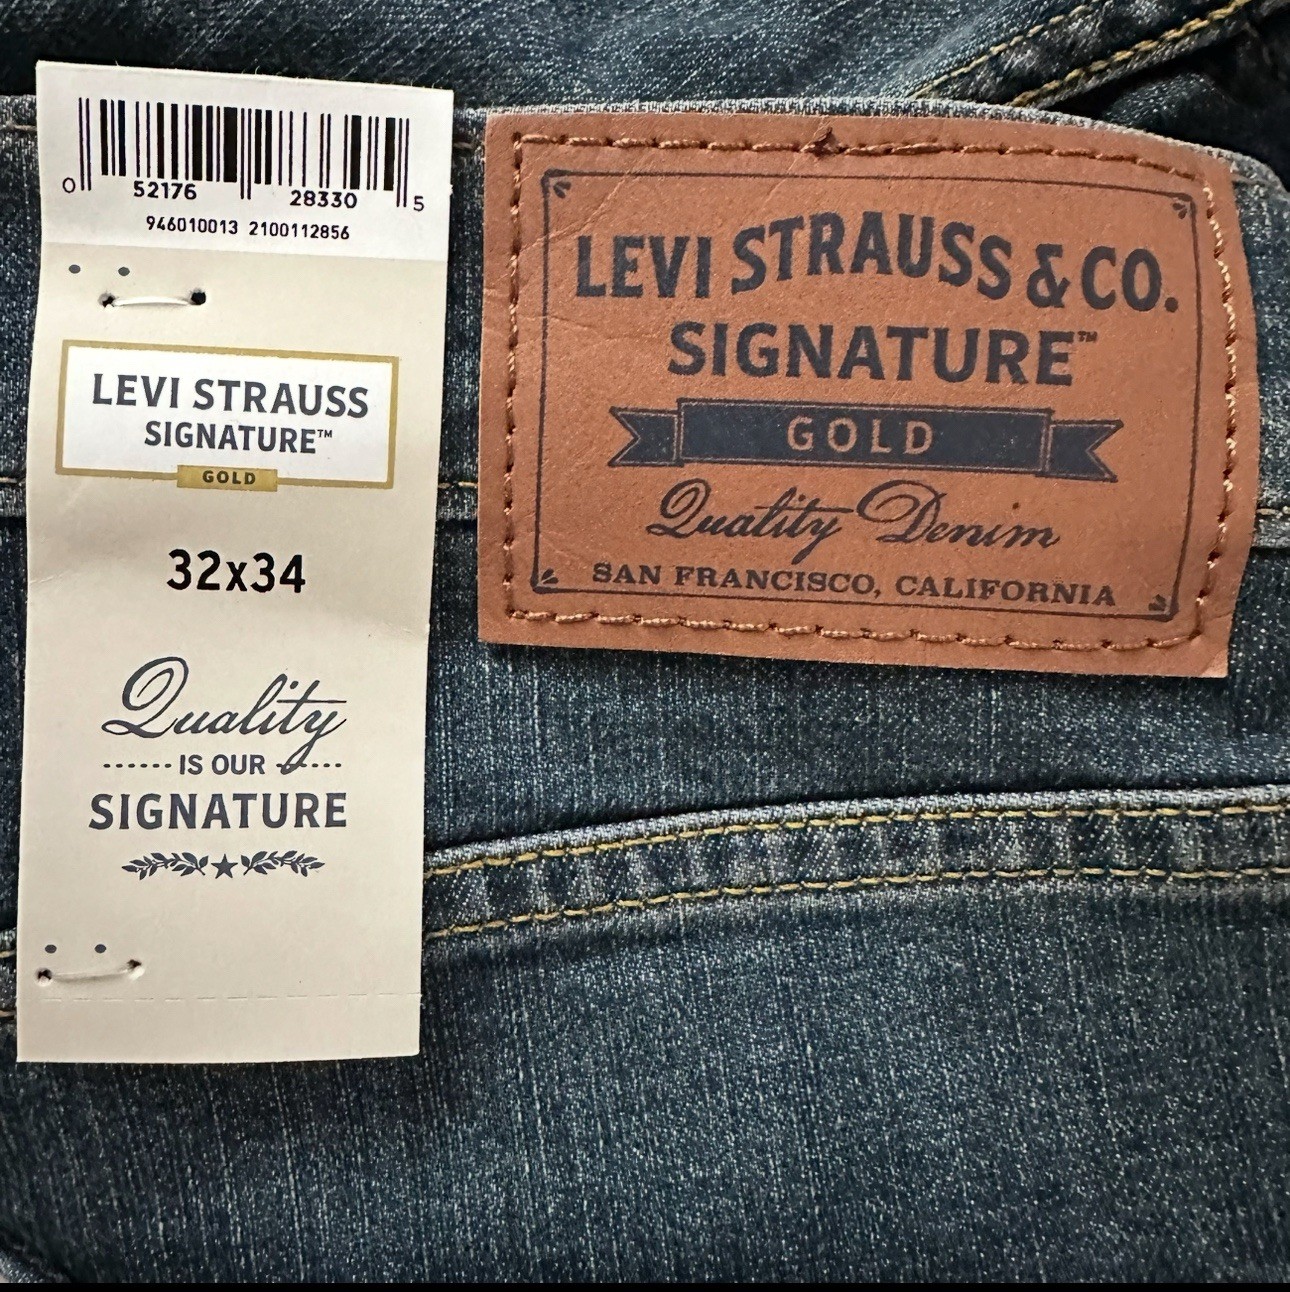 0 52176 28330 5
946010013 2100112856
LEVI STRAUSS
SIGNATURE™
GOLD
32x34
Quality
IS OUR
SIGNATURE
LEVI STRAUSS & CO.
SIGNATURE™
GOLD
Quality Denim
SAN FRANCISCO, CALIFORNIA